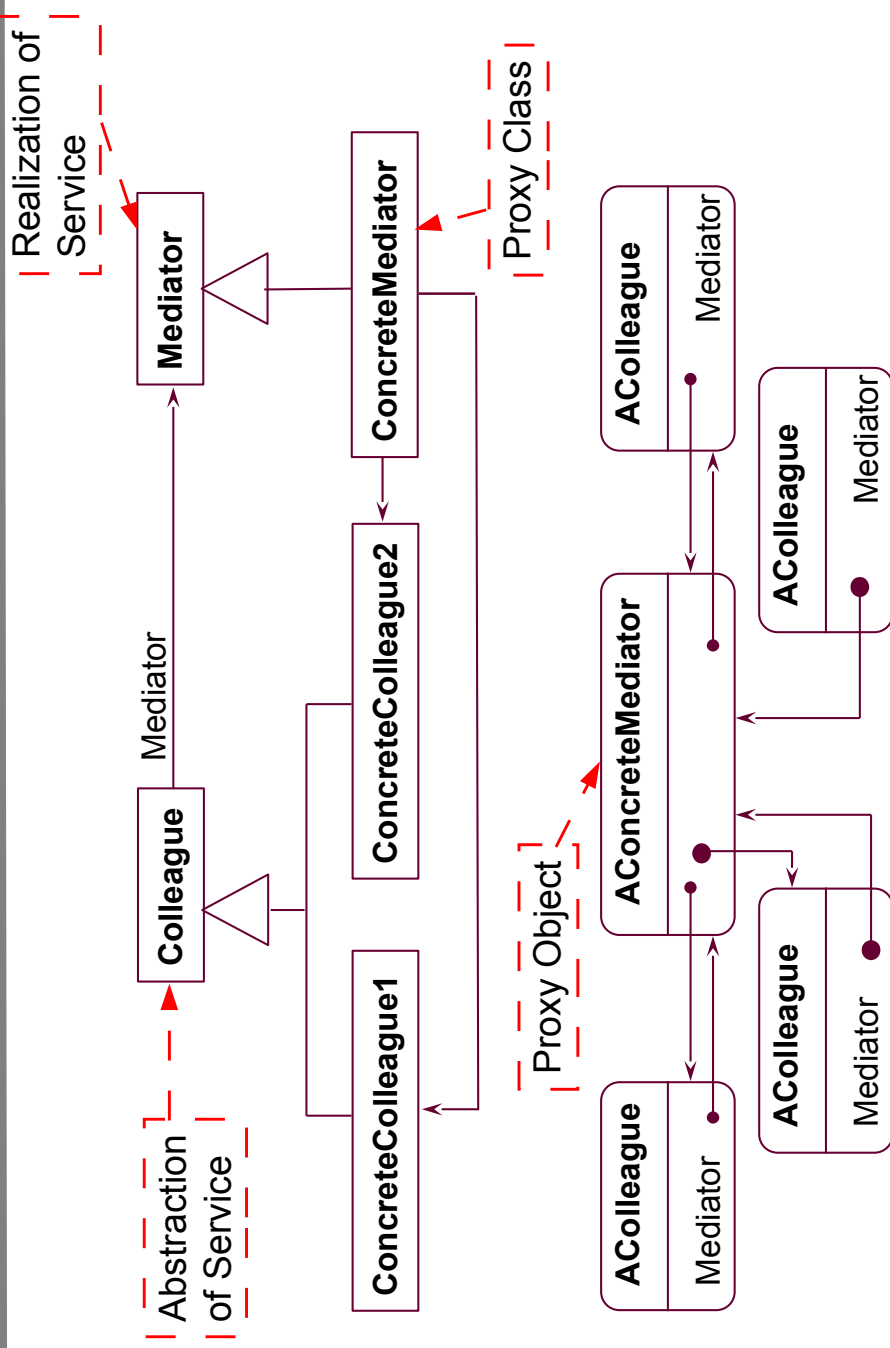 Realization of
Service
Abstraction
of Service
Colleague
Mediator
Mediator
ConcreteColleague1
ConcreteColleague2
ConcreteMediator
Proxy Class
Proxy Object
AColleague
Mediator
AConcreteMediator
AColleague
Mediator
AColleague
Mediator
AColleague
Mediator